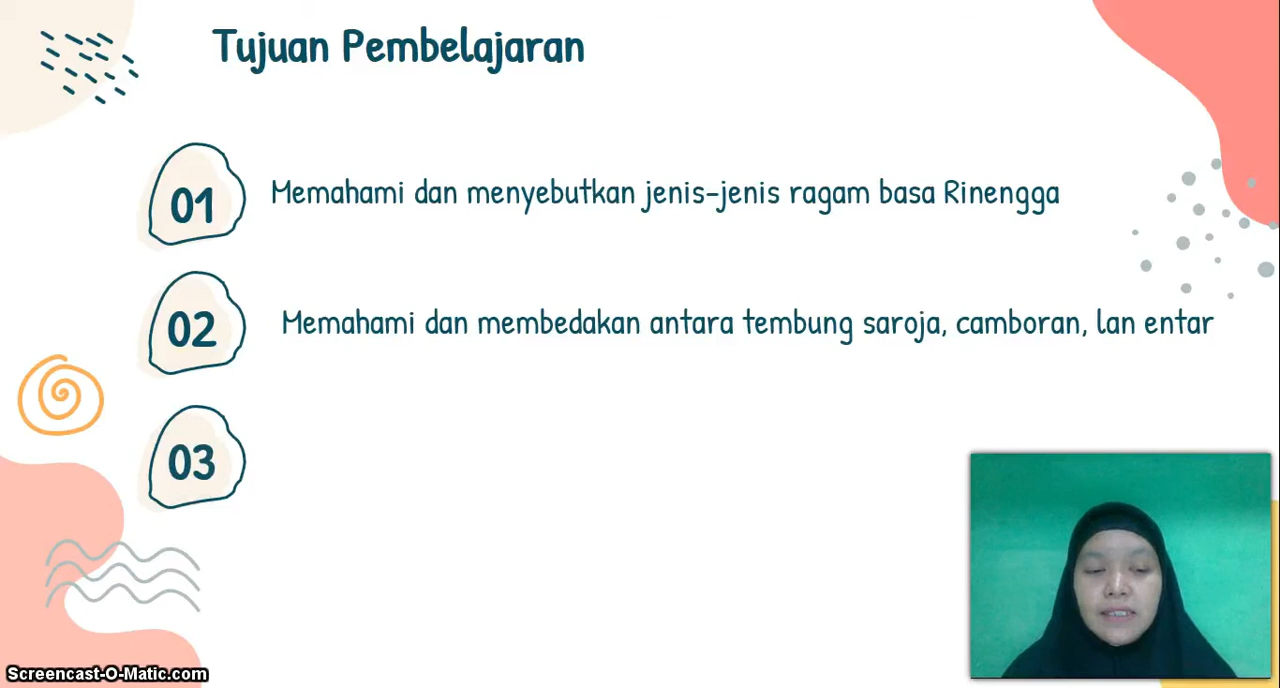 Tujuan Pembelajaran
01
Memahami dan menyebutkan jenis-jenis ragam basa Rinengga
02
Memahami dan membedakan antara tembung saroja, camboran, lan entar
03
Screencast-O-Matic.com